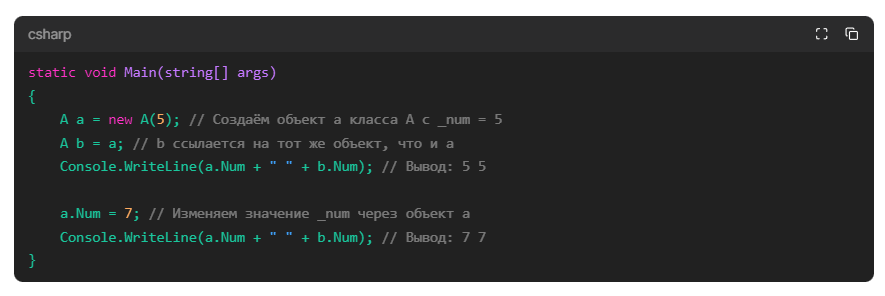 csharp
static void Main(string[] args)
{
    A a = new A(5); // Создаём объект a класса A с _num = 5
    A b = a; // b ссылается на тот же объект, что и a
    Console.WriteLine(a.Num + " " + b.Num); // Вывод: 5 5

    a.Num = 7; // Изменяем значение _num через объект a
    Console.WriteLine(a.Num + " " + b.Num); // Вывод: 7 7
}